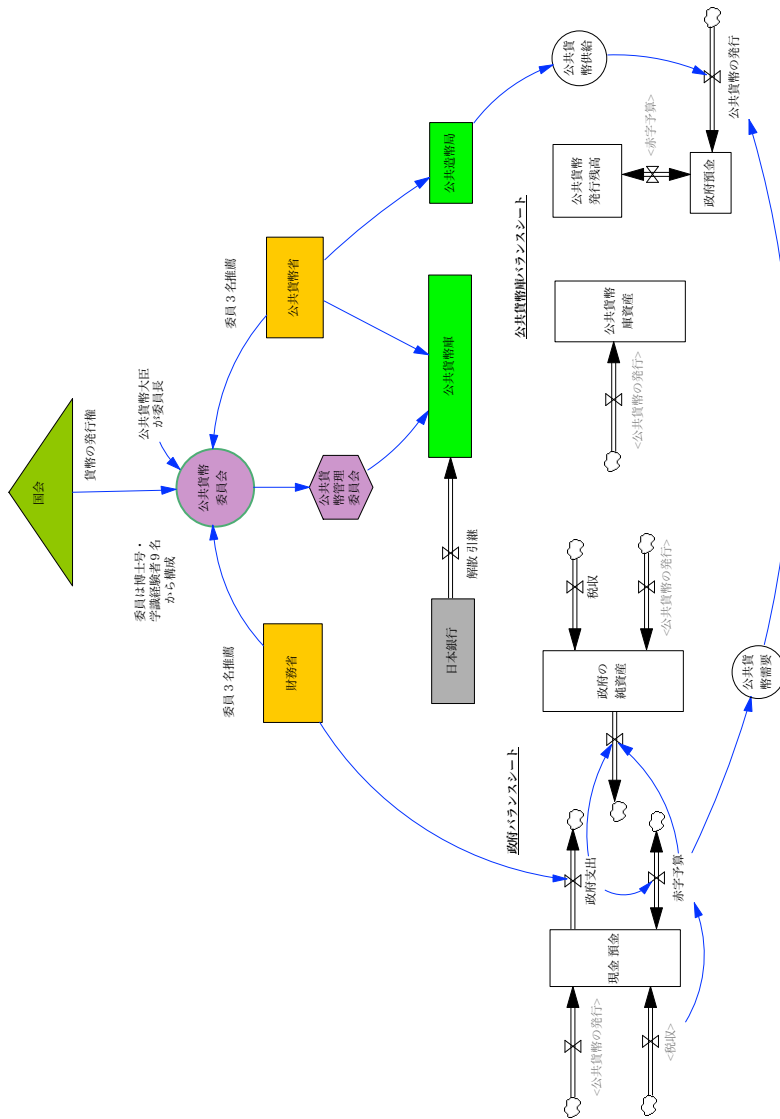 国会
貨幣の発行権
公共貨幣大臣
が委員長
委員は博士号・
学識経験者９名
から構成
公共貨幣
委員会
委員３名推薦
委員３名推薦
財務省
公共貨幣省
公共貨
幣管理
委員会
日本銀行
解散 引継
公共貨幣庫
公共造幣局
政府バランスシート
公共貨幣庫バランスシート
公共貨
幣供給
<公共貨幣の発行>
<税収>
現金 預金
政府支出
赤字予算
政府の
純資産
税収
<公共貨幣の発行>
<公共貨幣の発行>
公共貨幣
庫資産
公共貨幣
発行残高
<赤字予算>
政府預金
公共貨幣の発行
公共貨
幣需要